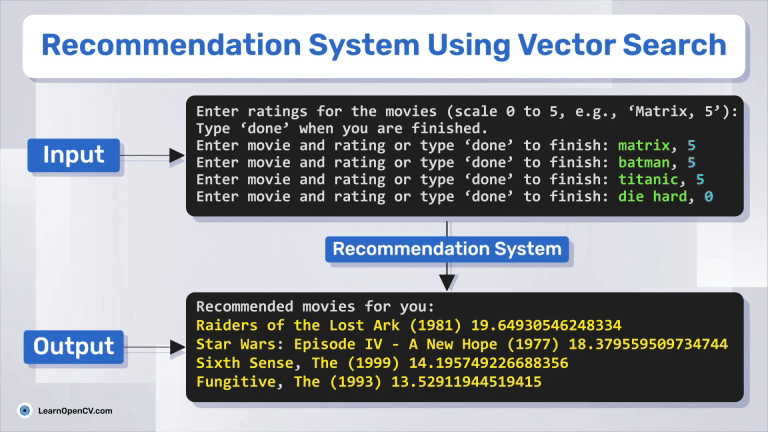 Recommendation System Using Vector Search
Input
Enter ratings for the movies (scale 0 to 5, e.g., ‘Matrix, 5’):
Type ‘done’ when you are finished.
Enter movie and rating or type ‘done’ to finish: matrix, 5
Enter movie and rating or type ‘done’ to finish: batman, 5
Enter movie and rating or type ‘done’ to finish: titanic, 5
Enter movie and rating or type ‘done’ to finish: die hard, 0
Recommendation System
Output
Recommended movies for you:
Raiders of the Lost Ark (1981) 19.64930546248334
Star Wars: Episode IV - A New Hope (1977) 18.379559509734744
Sixth Sense, The (1999) 14.195749226688356
Fungitive, The (1993) 13.52911944519415
LearnOpenCV.com